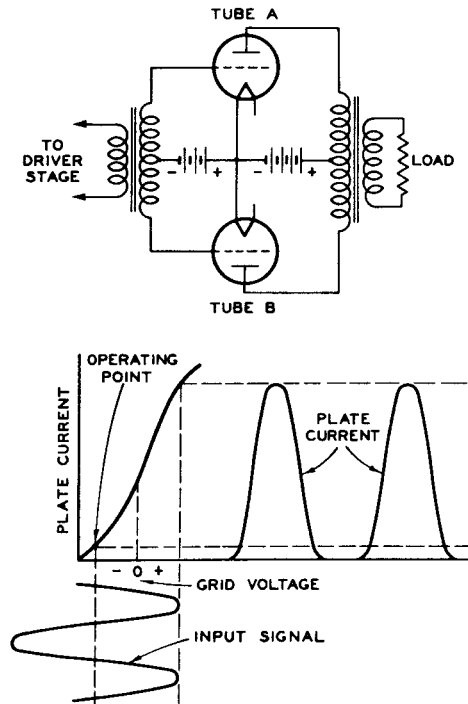 TUBE A
TO
DRIVER
STAGE
- + - +
LOAD
TUBE B
OPERATING
POINT
PLATE CURRENT
PLATE
CURRENT
- 0 +
GRID VOLTAGE
INPUT SIGNAL